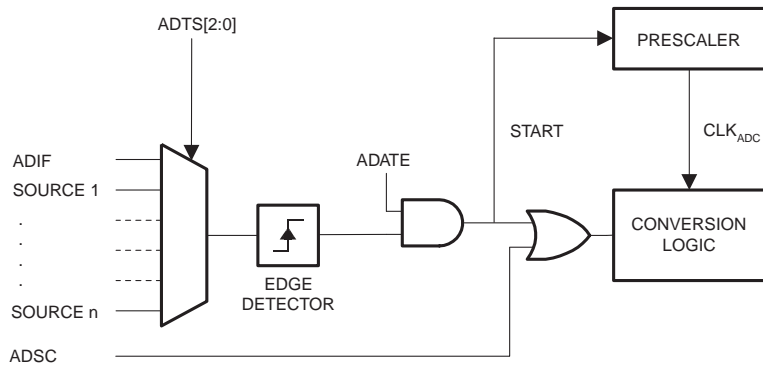 ADTS[2:0]
PRESCALER
START
CLKADC
ADIF
ADATE
SOURCE 1
.
.
.
.
CONVERSION
LOGIC
EDGE
DETECTOR
SOURCE n
ADSC